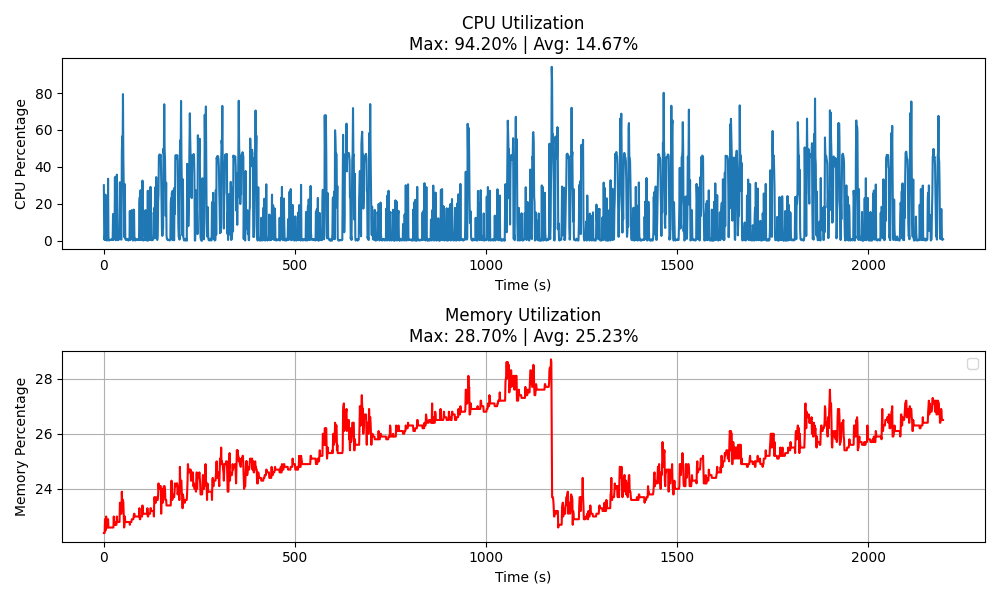 CPU Utilization
Max: 94.20% | Avg: 14.67%
80
60
40
20
0
CPU Percentage
0 500 1000 1500 2000
Time (s)
Memory Utilization
Max: 28.70% | Avg: 25.23%
28
26
24
Memory Percentage
0 500 1000 1500 2000
Time (s)